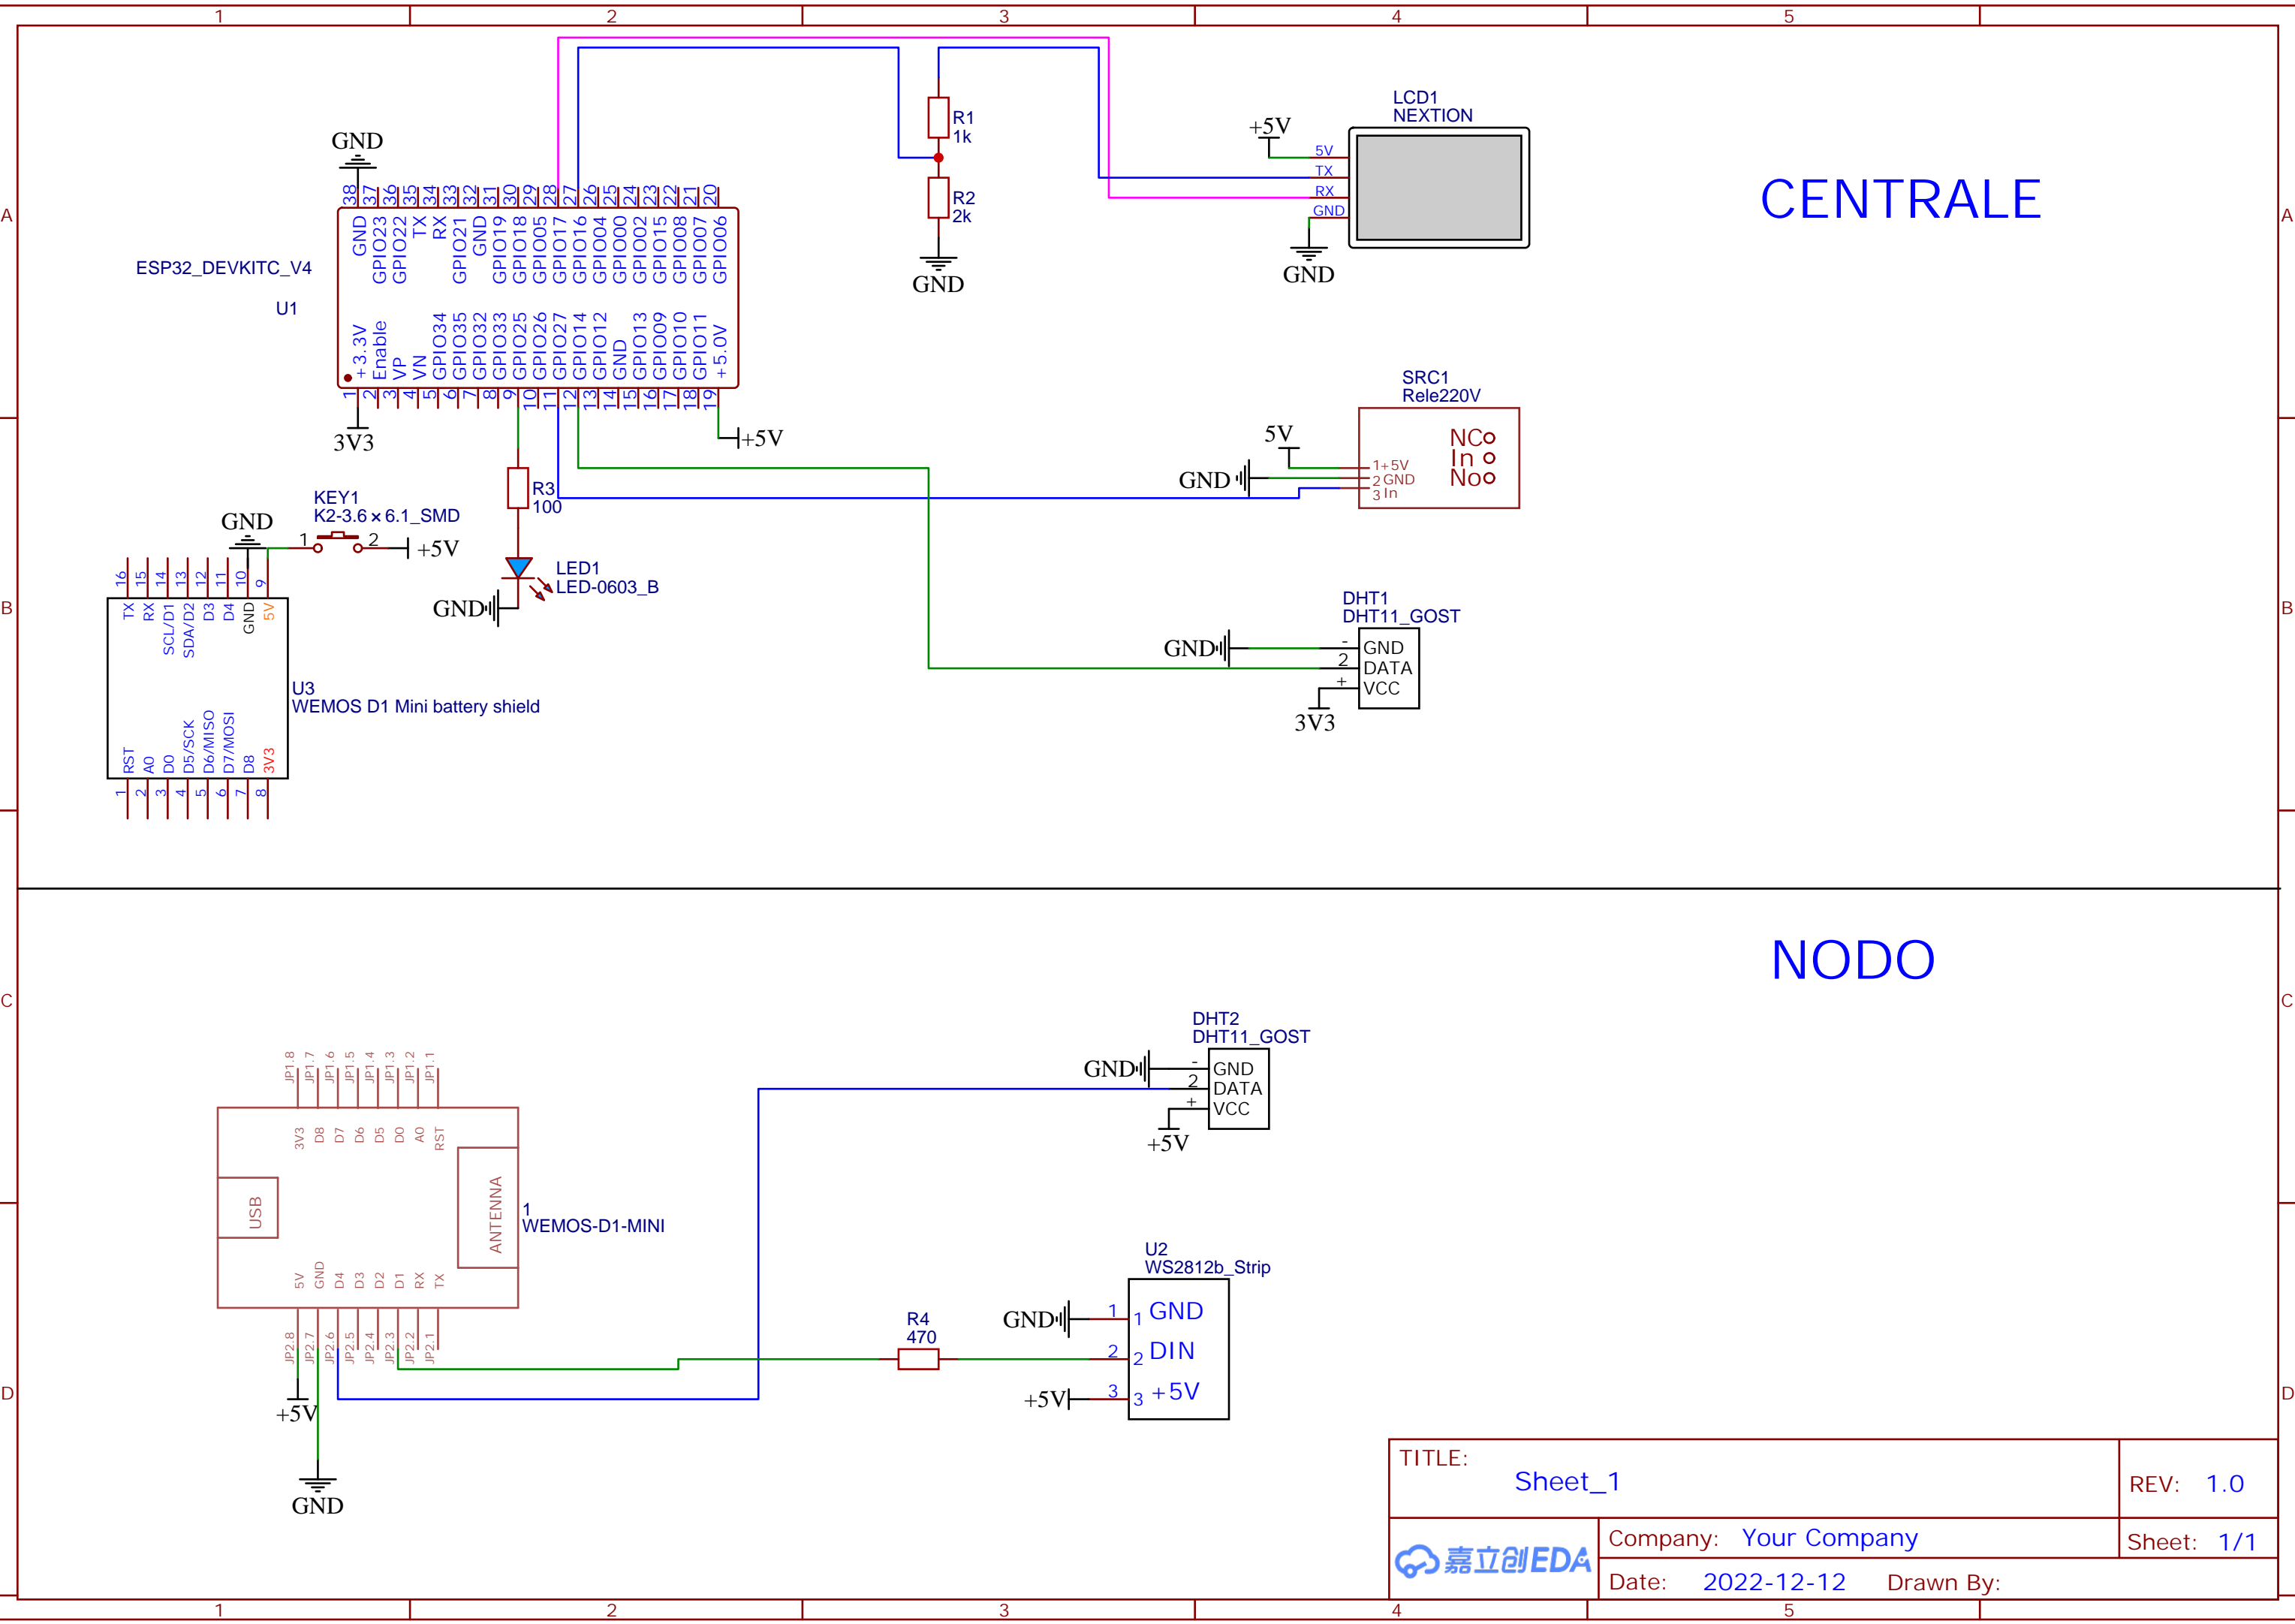 1 2 3 4 5
A
B
C
D
A
B
C
D
CENTRALE
GND
38 37 36 35 34 33 32 31 30 29 28 27 26 25 24 23 22 21 20
GND GPIO23 GPIO22 TX RX GPIO21 GND GPIO19 GPIO18 GPIO05 GPIO17 GPIO16 GPIO04 GPIO00 GPIO02 GPIO15 GPIO08 GPIO07 GPIO06
ESP32_DEVKITC_V4
U1
+3.3V Enable VP VN GPIO34 GPIO35 GPIO32 GPIO33 GPIO25 GPIO26 GPIO27 GPIO14 GPIO12 GND GPIO13 GPIO09 GPIO10 GPIO11 +5.0V
1 2 3 4 5 6 7 8 9 10 11 12 13 14 15 16 17 18 19
3V3
+5V
R1
1k
R2
2k
GND
LCD1
NEXTION
+5V
5V
TX
RX
GND
GND
SRC1
Rele220V
5V
GND
1+5V
2 GND
3 In
NC
In
No
R3
100
LED1
LED-0603_B
GND
KEY1
K2-3.6×6.1_SMD
GND
1 2
+5V
16 15 14 13 12 11 10 9
TX RX SCL/D1 SDA/D2 D3 D4 GND 5V
U3
WEMOS D1 Mini battery shield
RST A0 D0 D5/SCK D6/MISO D7/MOSI D8 3V3
1 2 3 4 5 6 7 8
DHT1
DHT11_GOST
GND
- GND
2 DATA
+ VCC
3V3
NODO
JP1.8 JP1.7 JP1.6 JP1.5 JP1.4 JP1.3 JP1.2 JP1.1
3V3 D8 D7 D6 D5 D0 A0 RST
USB
ANTENNA
1
WEMOS-D1-MINI
5V GND D4 D3 D2 D1 RX TX
JP2.8 JP2.7 JP2.6 JP2.5 JP2.4 JP2.3 JP2.2 JP2.1
+5V
GND
DHT2
DHT11_GOST
GND
- GND
2 DATA
+ VCC
+5V
U2
WS2812b_Strip
R4
470
GND
1 1 GND
2 2 DIN
+5V
3 3 +5V
TITLE:
Sheet_1
REV: 1.0
嘉立创EDA
Company: Your Company
Sheet: 1/1
Date: 2022-12-12
Drawn By:
1 2 3 4 5